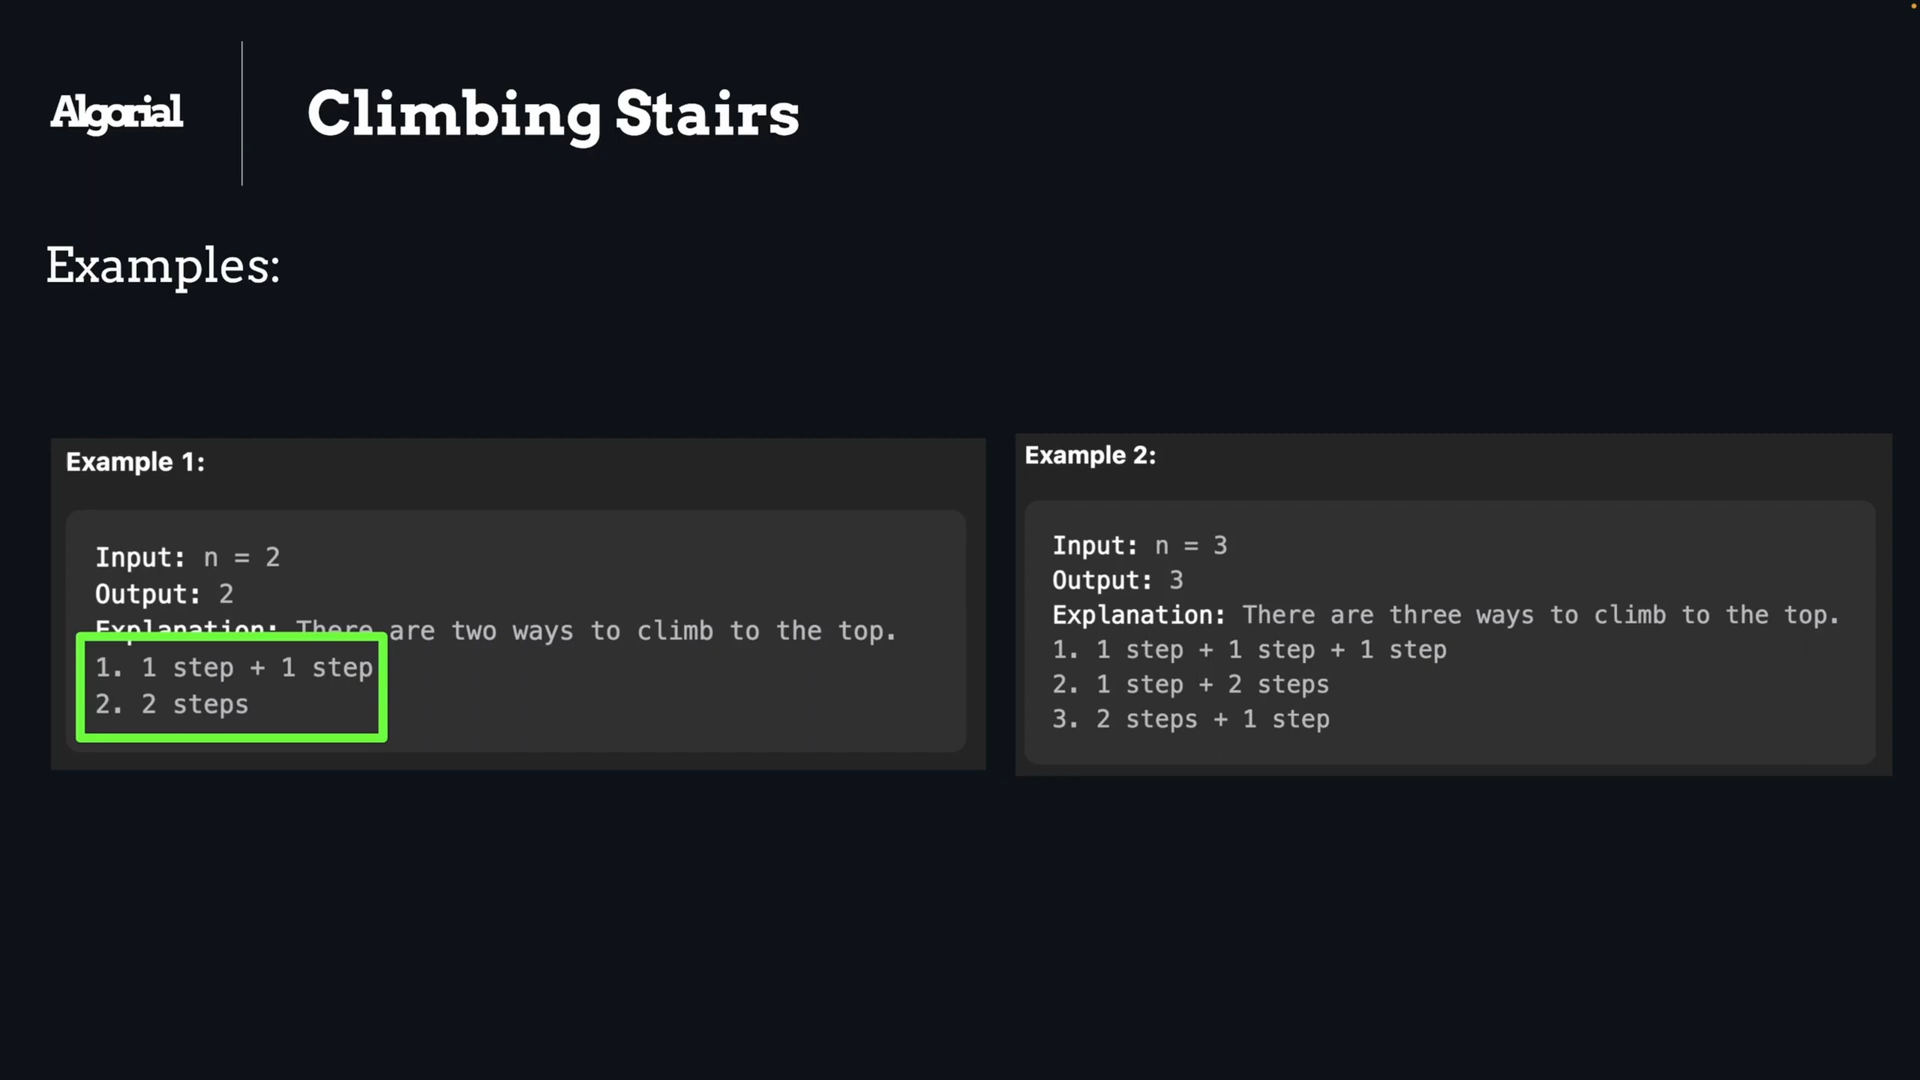 Algorial
Climbing Stairs
Examples:
Example 1:
Input: n = 2
Output: 2
Explanation: There are two ways to climb to the top.
1. 1 step + 1 step
2. 2 steps
Example 2:
Input: n = 3
Output: 3
Explanation: There are three ways to climb to the top.
1. 1 step + 1 step + 1 step
2. 1 step + 2 steps
3. 2 steps + 1 step